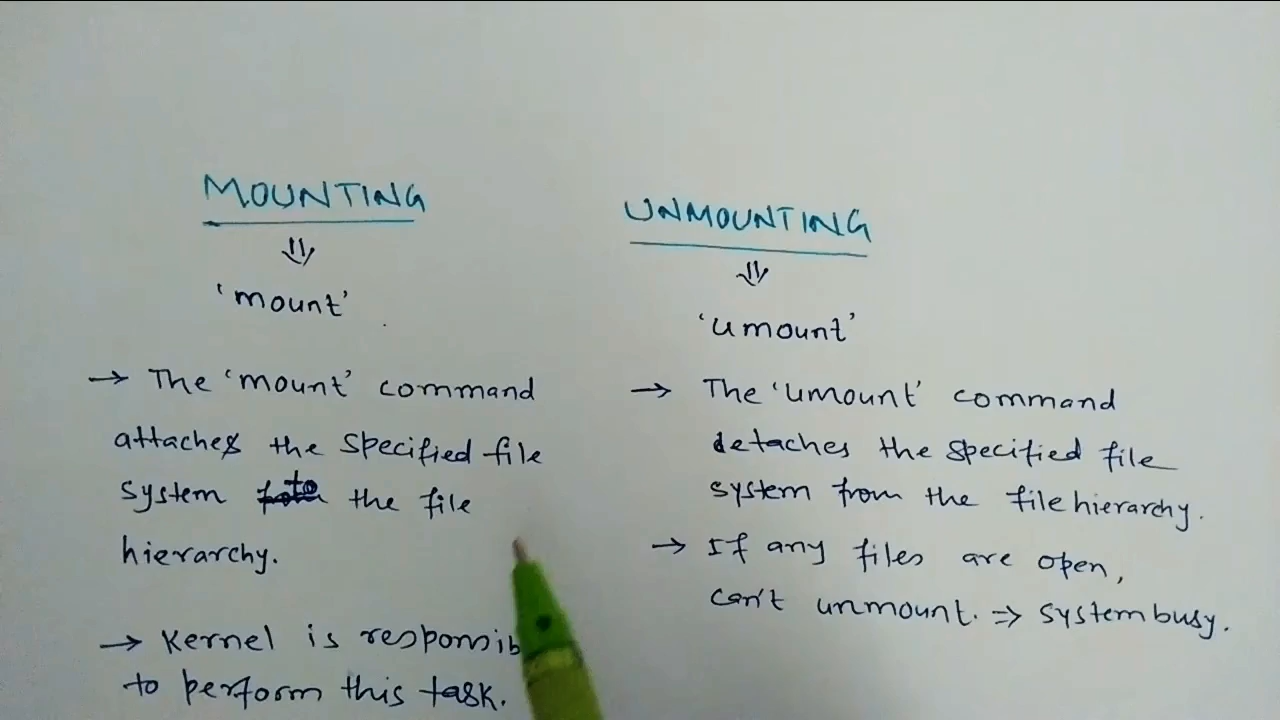 MOUNTING
⇓
'mount'
→ The 'mount' command
attaches the specified file
system to the file
hierarchy.
→ Kernel is responsib
to perform this task.
UNMOUNTING
⇓
'umount'
→ The 'umount' command
detaches the specified file
system from the file hierarchy.
→ If any files are open,
can't unmount. ⇒ system busy.